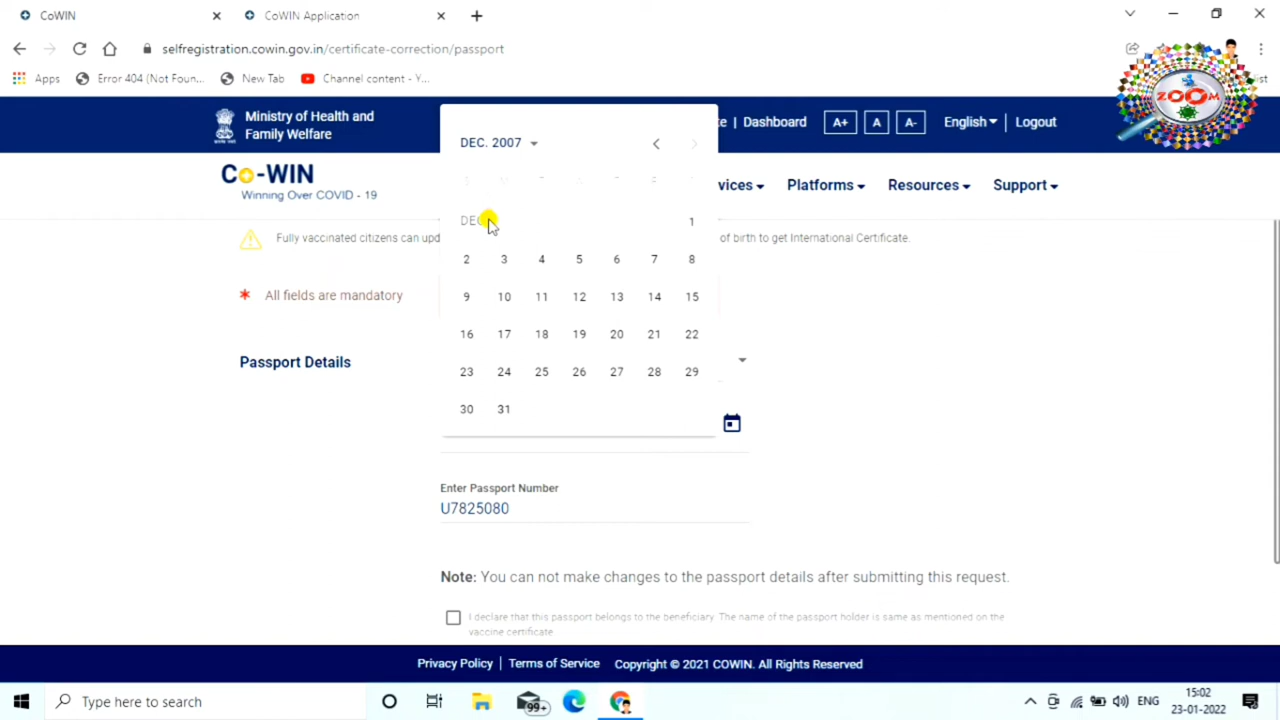 CoWIN
CoWIN Application
selfregistration.cowin.gov.in/certificate-correction/passport
Apps
Error 404 (Not Foun...
New Tab
Channel content - Y...
Ministry of Health and
Family Welfare
Dashboard
A+
A
A-
English
Logout
ZOOM
Co-WIN
Winning Over COVID - 19
Platforms
Resources
Support
DEC. 2007
DEC
1
2 3 4 5 6 7 8
9 10 11 12 13 14 15
16 17 18 19 20 21 22
23 24 25 26 27 28 29
30 31
Fully vaccinated citizens can
of birth to get International Certificate.
* All fields are mandatory
Passport Details
Enter Passport Number
U7825080
Note: You can not make changes to the passport details after submitting this request.
I declare that this passport belongs to the beneficiary. The name of the passport holder is same as mentioned on the
vaccine certificate.
Privacy Policy | Terms of Service Copyright © 2021 COWIN. All Rights Reserved
Type here to search
99+
ENG
15:02
23-01-2022